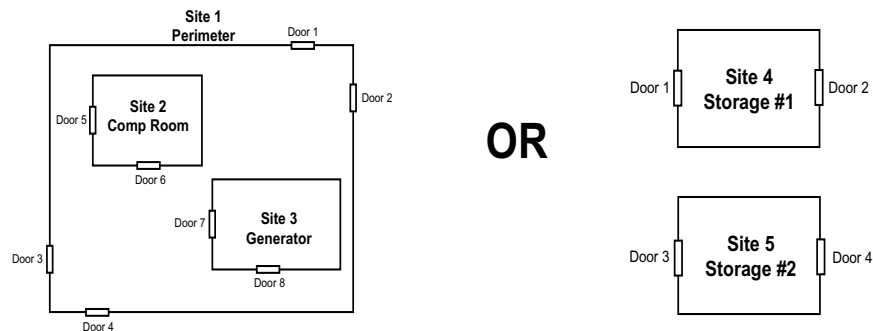 Site 1
Perimeter
Door 1
Door 2
Site 2
Comp Room
Door 5
Door 6
Door 7
Site 3
Generator
Door 8
Door 3
Door 4
OR
Door 1
Site 4
Storage #1
Door 2
Door 3
Site 5
Storage #2
Door 4